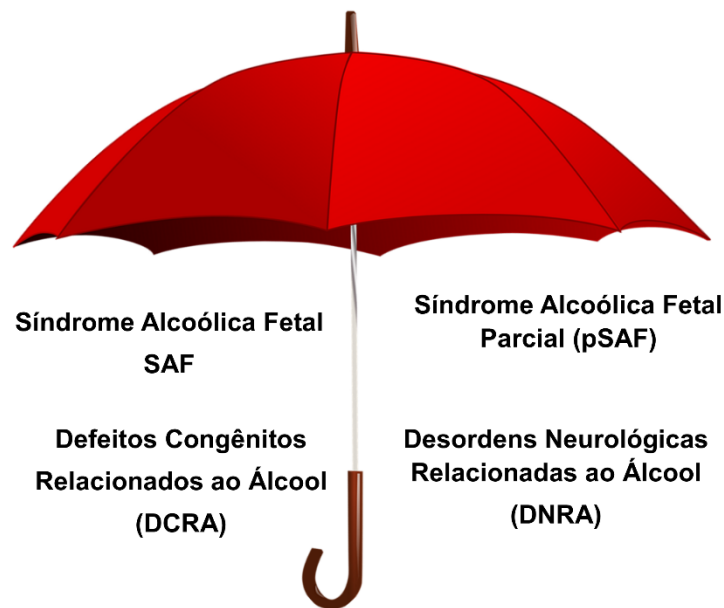 Síndrome Alcoólica Fetal
SAF
Síndrome Alcoólica Fetal
Parcial (pSAF)
Defeitos Congênitos
Relacionados ao Álcool
(DCRA)
Desordens Neurológicas
Relacionadas ao Álcool
(DNRA)